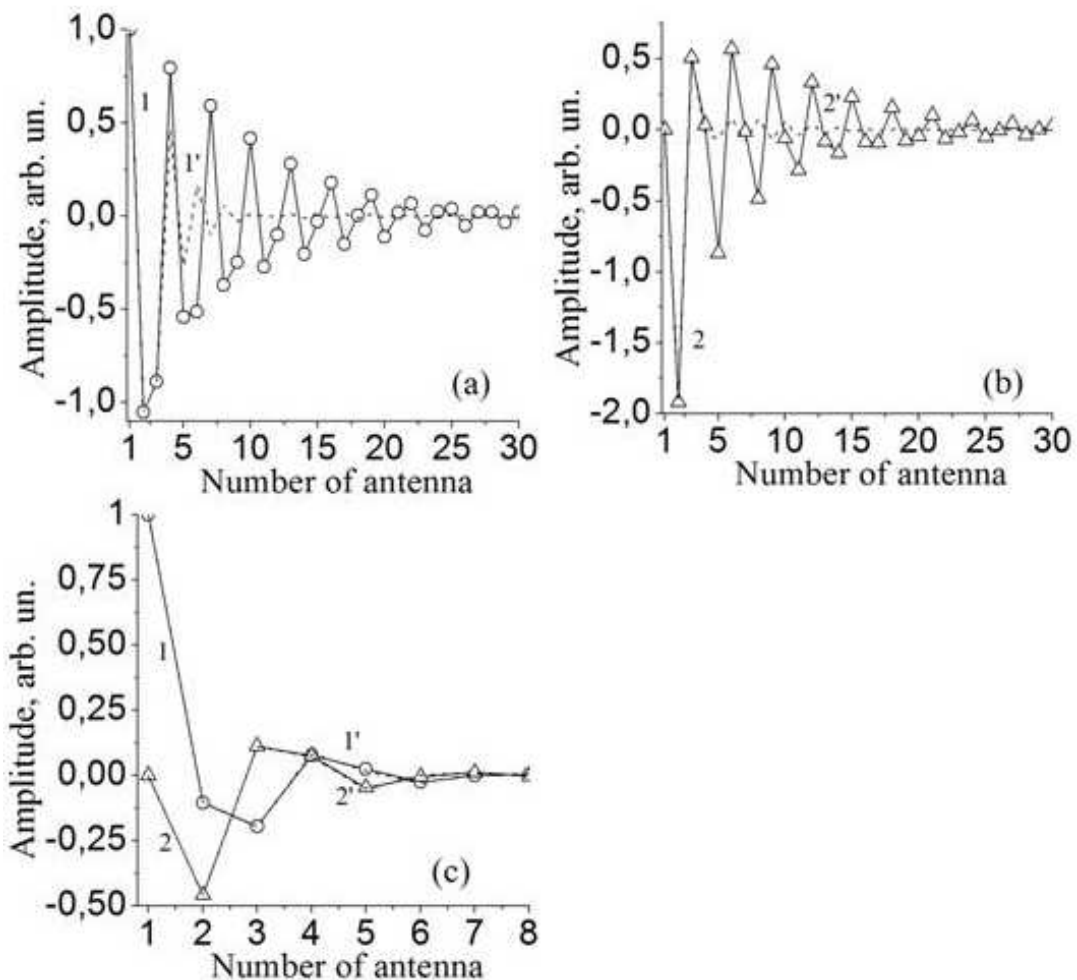 Amplitude, arb. un.
1,0
0,5
0,0
-0,5
-1,0
1
1'
(a)
1 5 10 15 20 25 30
Number of antenna
Amplitude, arb. un.
0,5
0,0
-0,5
-1,0
-1,5
-2,0
2'
2
(b)
1 5 10 15 20 25 30
Number of antenna
Amplitude, arb. un.
1
0,75
0,50
0,25
0,00
-0,25
-0,50
1
2
1'
2'
(c)
1 2 3 4 5 6 7 8
Number of antenna